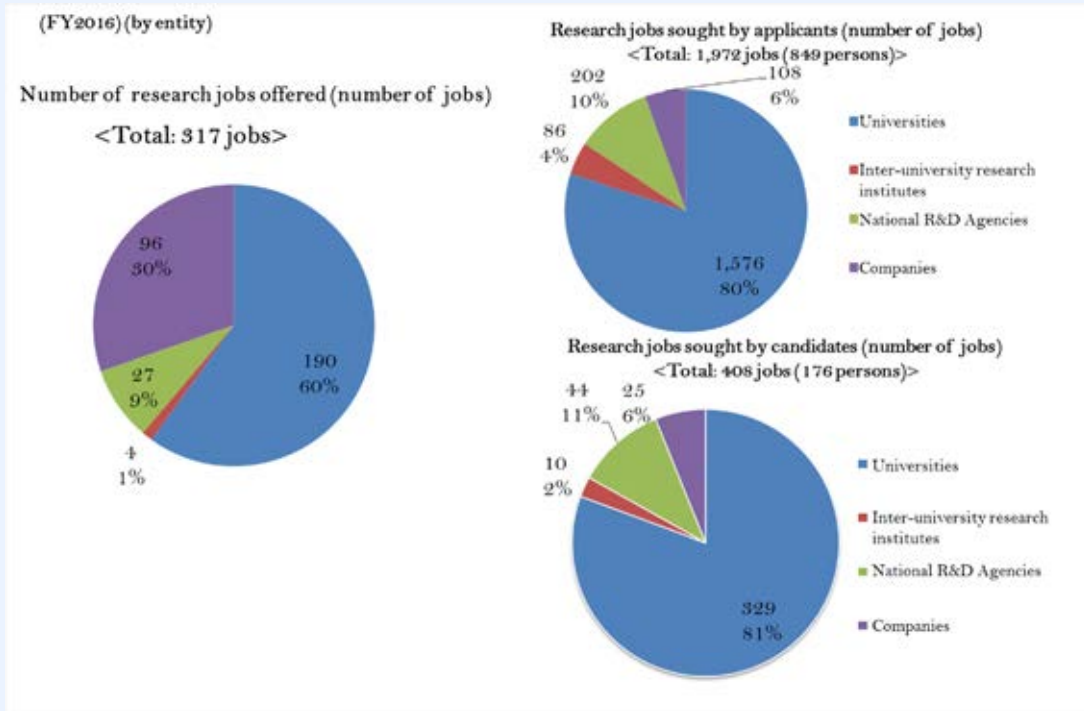 (FY2016) (by entity)
Number of research jobs offered (number of jobs)
<Total: 317 jobs>
96
30%
27
9%
4
1%
190
60%
Research jobs sought by applicants (number of jobs)
<Total: 1,972 jobs (849 persons)>
202
10%
108
6%
86
4%
1,576
80%
Universities
Inter-university research
institutes
National R&D Agencies
Companies
Research jobs sought by candidates (number of jobs)
<Total: 408 jobs (176 persons)>
44
11%
25
6%
10
2%
329
81%
Universities
Inter-university research
institutes
National R&D Agencies
Companies